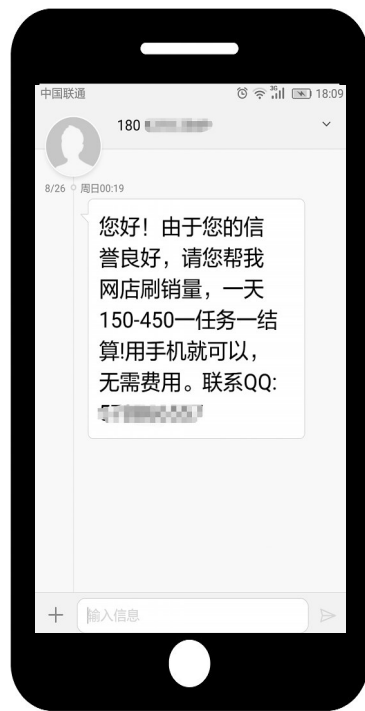 中国联通
3G
18:09
180
8/26 周日00:19
您好！由于您的信
誉良好，请您帮我
网店刷销量，一天
150-450一任务一结
算!用手机就可以，
无需费用。联系QQ:
输入信息